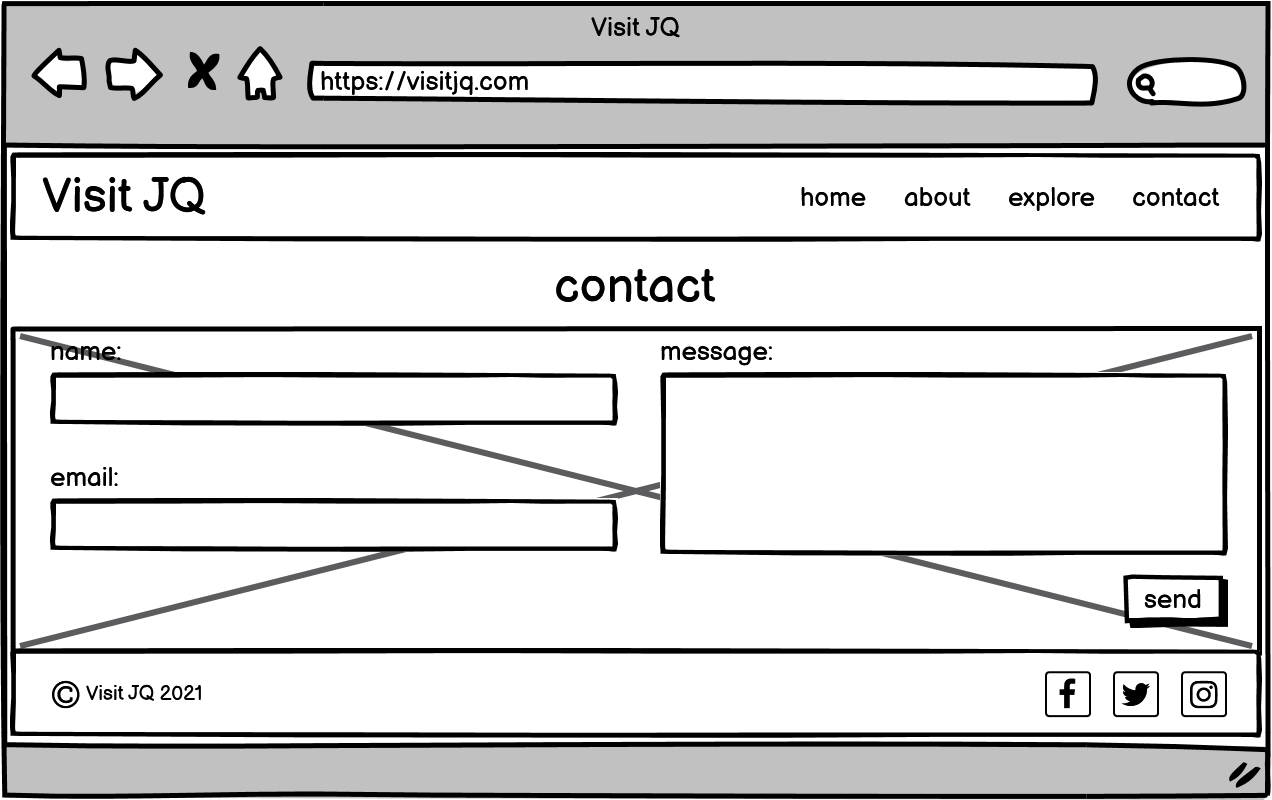 Visit JQ
https://visitjq.com
Visit JQ
home about explore contact
contact
name:
message:
email:
send
© Visit JQ 2021